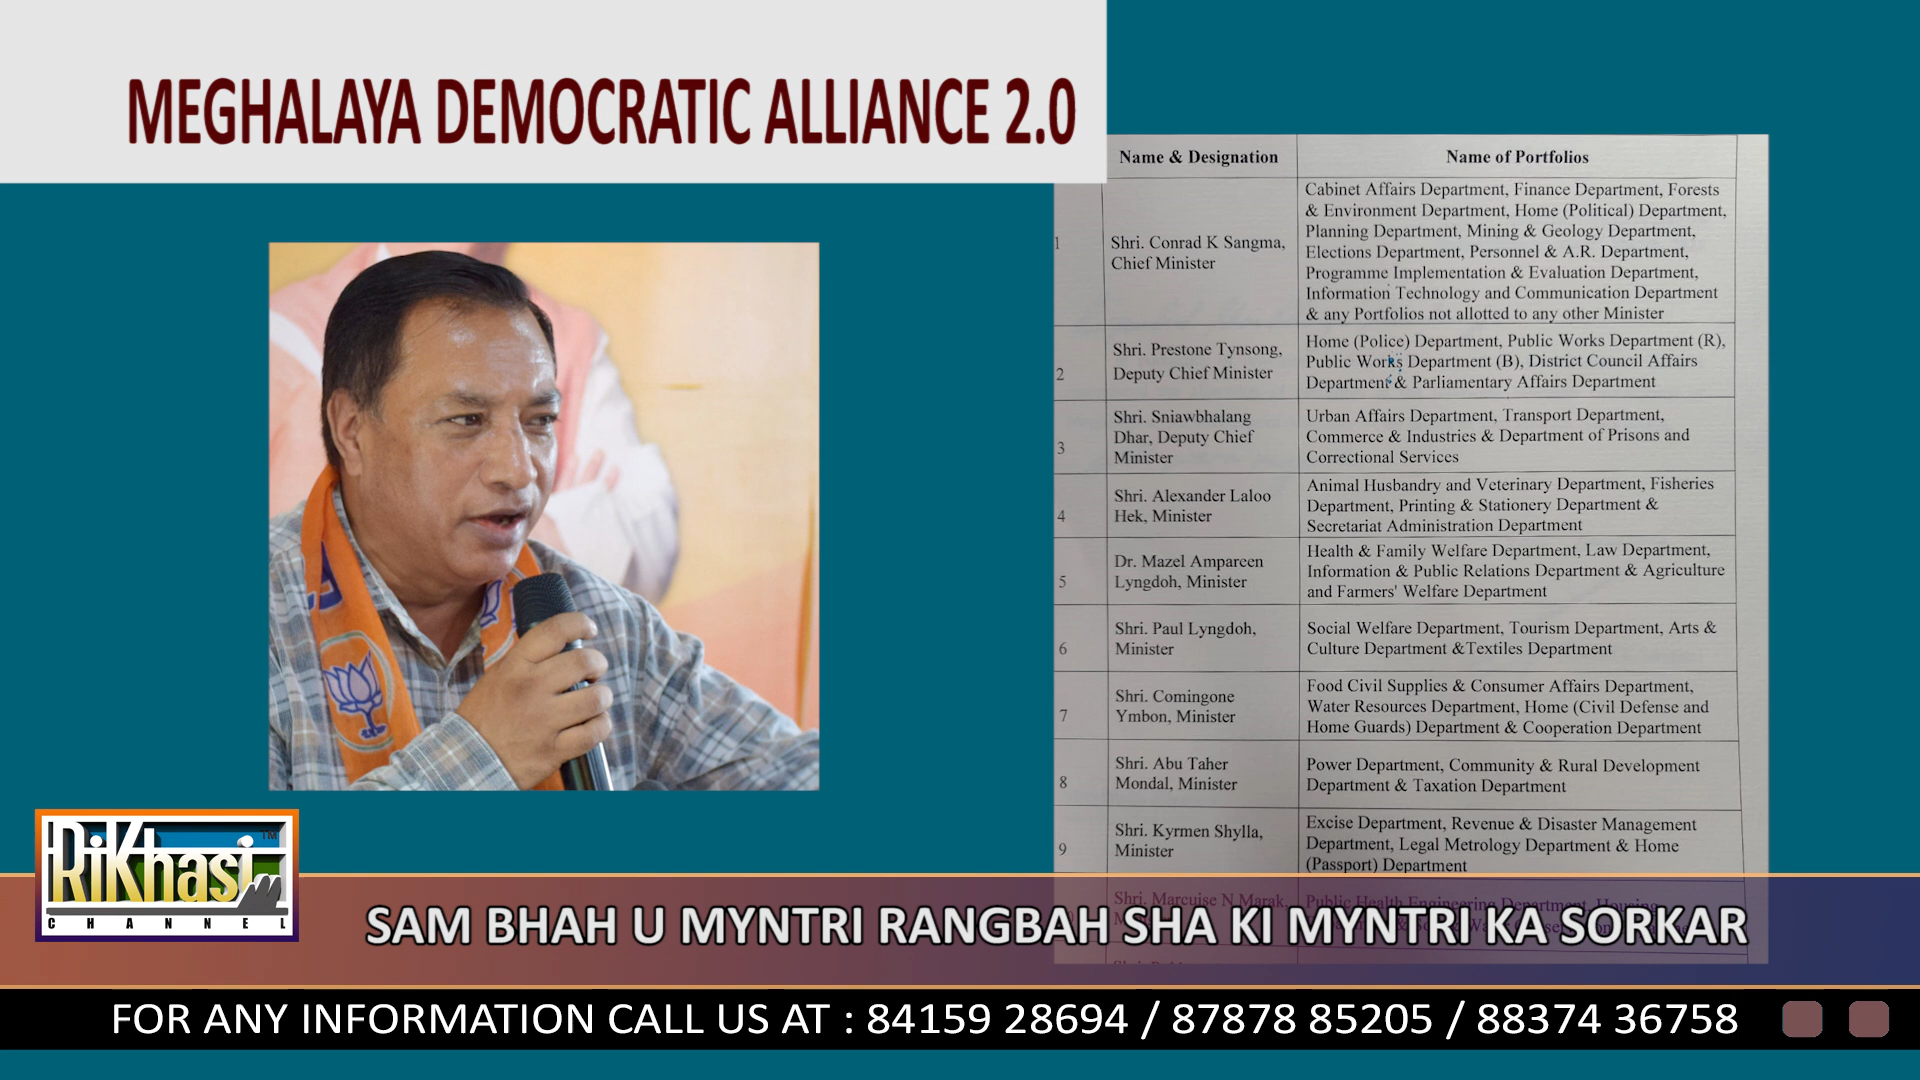 MEGHALAYA DEMOCRATIC ALLIANCE 2.0
Name & Designation
Name of Portfolios
1
Shri. Conrad K Sangma,
Chief Minister
Cabinet Affairs Department, Finance Department, Forests
& Environment Department, Home (Political) Department,
Planning Department, Mining & Geology Department,
Elections Department, Personnel & A.R. Department,
Programme Implementation & Evaluation Department,
Information Technology and Communication Department
& any Portfolios not allotted to any other Minister
2
Shri. Prestone Tynsong,
Deputy Chief Minister
Home (Police) Department, Public Works Department (R),
Public Works Department (B), District Council Affairs
Department & Parliamentary Affairs Department
3
Shri. Sniawbhalang
Dhar, Deputy Chief
Minister
Urban Affairs Department, Transport Department,
Commerce & Industries & Department of Prisons and
Correctional Services
4
Shri. Alexander Laloo
Hek, Minister
Animal Husbandry and Veterinary Department, Fisheries
Department, Printing & Stationery Department &
Secretariat Administration Department
5
Dr. Mazel Ampareen
Lyngdoh, Minister
Health & Family Welfare Department, Law Department,
Information & Public Relations Department & Agriculture
and Farmers' Welfare Department
6
Shri. Paul Lyngdoh,
Minister
Social Welfare Department, Tourism Department, Arts &
Culture Department &Textiles Department
7
Shri. Comingone
Ymbon, Minister
Food Civil Supplies & Consumer Affairs Department,
Water Resources Department, Home (Civil Defense and
Home Guards) Department & Cooperation Department
8
Shri. Abu Taher
Mondal, Minister
Power Department, Community & Rural Development
Department & Taxation Department
9
Shri. Kyrmen Shylla,
Minister
Excise Department, Revenue & Disaster Management
Department, Legal Metrology Department & Home
(Passport) Department
Shri. Marcuise N Marak,
Public Health Engineering Department, Housing
RiKhasi TM
CHANNEL
SAM BHAH U MYNTRI RANGBAH SHA KI MYNTRI KA SORKAR
FOR ANY INFORMATION CALL US AT : 84159 28694 / 87878 85205 / 88374 36758